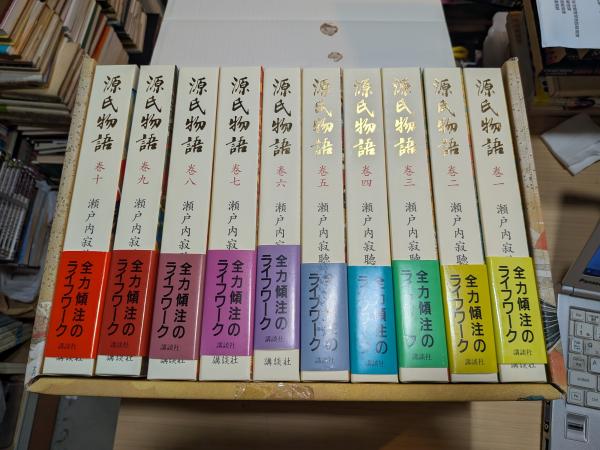 源氏物語
巻一
瀬戸内寂
全力傾注の
ライフワーク
講談社
源氏物語
巻二
瀬戸内寂聴
全力傾注の
ライフワーク
講談社
源氏物語
巻三
瀬戸内寂聴
全力傾注の
ライフワーク
講談社
源氏物語
巻四
瀬戸内寂聴
全力傾注の
ライフワーク
講談社
源氏物語
巻五
瀬戸内寂聴
全力傾注の
ライフワーク
講談社
源氏物語
巻六
瀬戸内寂
全力傾注の
ライフワーク
講談社
源氏物語
巻七
瀬戸内寂
全力傾注の
ライフワーク
講談社
講談社
源氏物語
巻八
瀬戸内寂
全力傾注の
ライフワーク
講談社
源氏物語
巻九
瀬戸内寂
全力傾注の
ライフワーク
講談社
源氏物語
巻十
瀬戸内寂
全力傾注の
ライフワーク
講談社